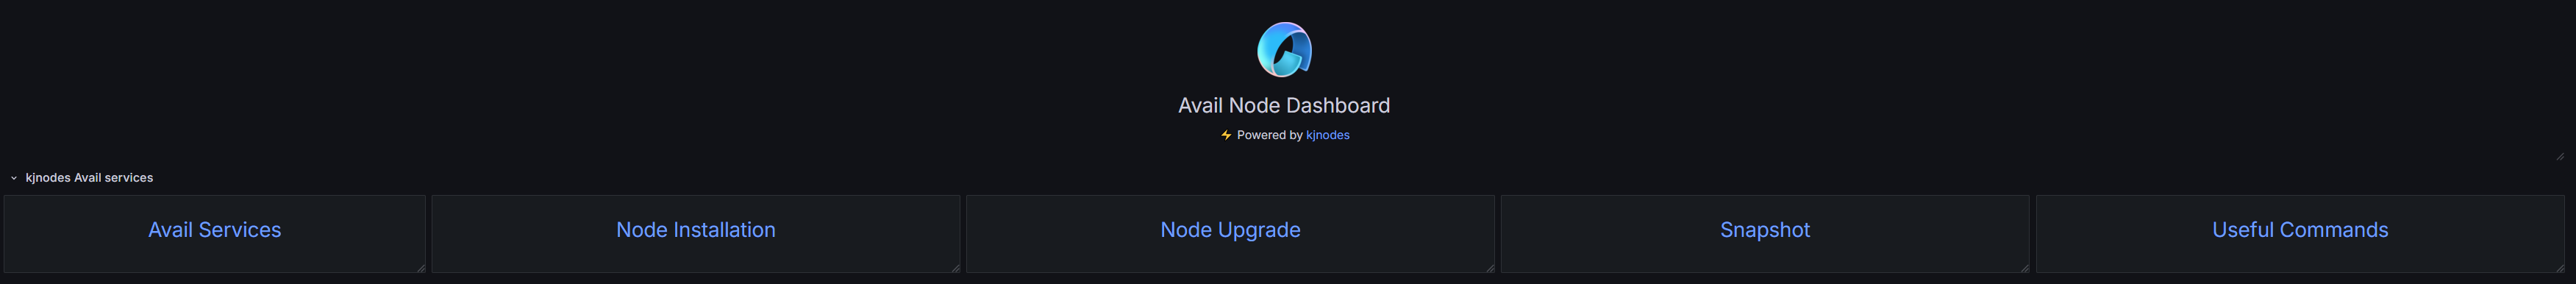 Avail Node Dashboard
⚡ Powered by kjnodes
kjnodes Avail services
Avail Services
Node Installation
Node Upgrade
Snapshot
Useful Commands